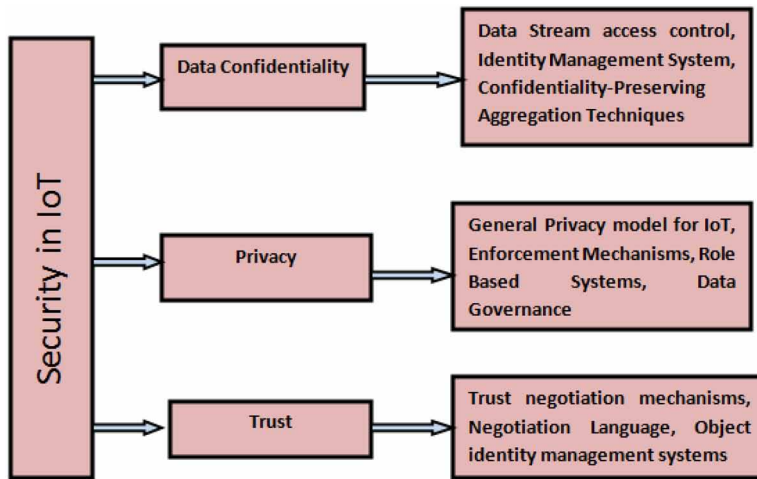 Security in IoT
Data Confidentiality
Data Stream access control,
Identity Management System,
Confidentiality-Preserving
Aggregation Techniques
Privacy
General Privacy model for IoT,
Enforcement Mechanisms, Role
Based Systems, Data
Governance
Trust
Trust negotiation mechanisms,
Negotiation Language, Object
identity management systems